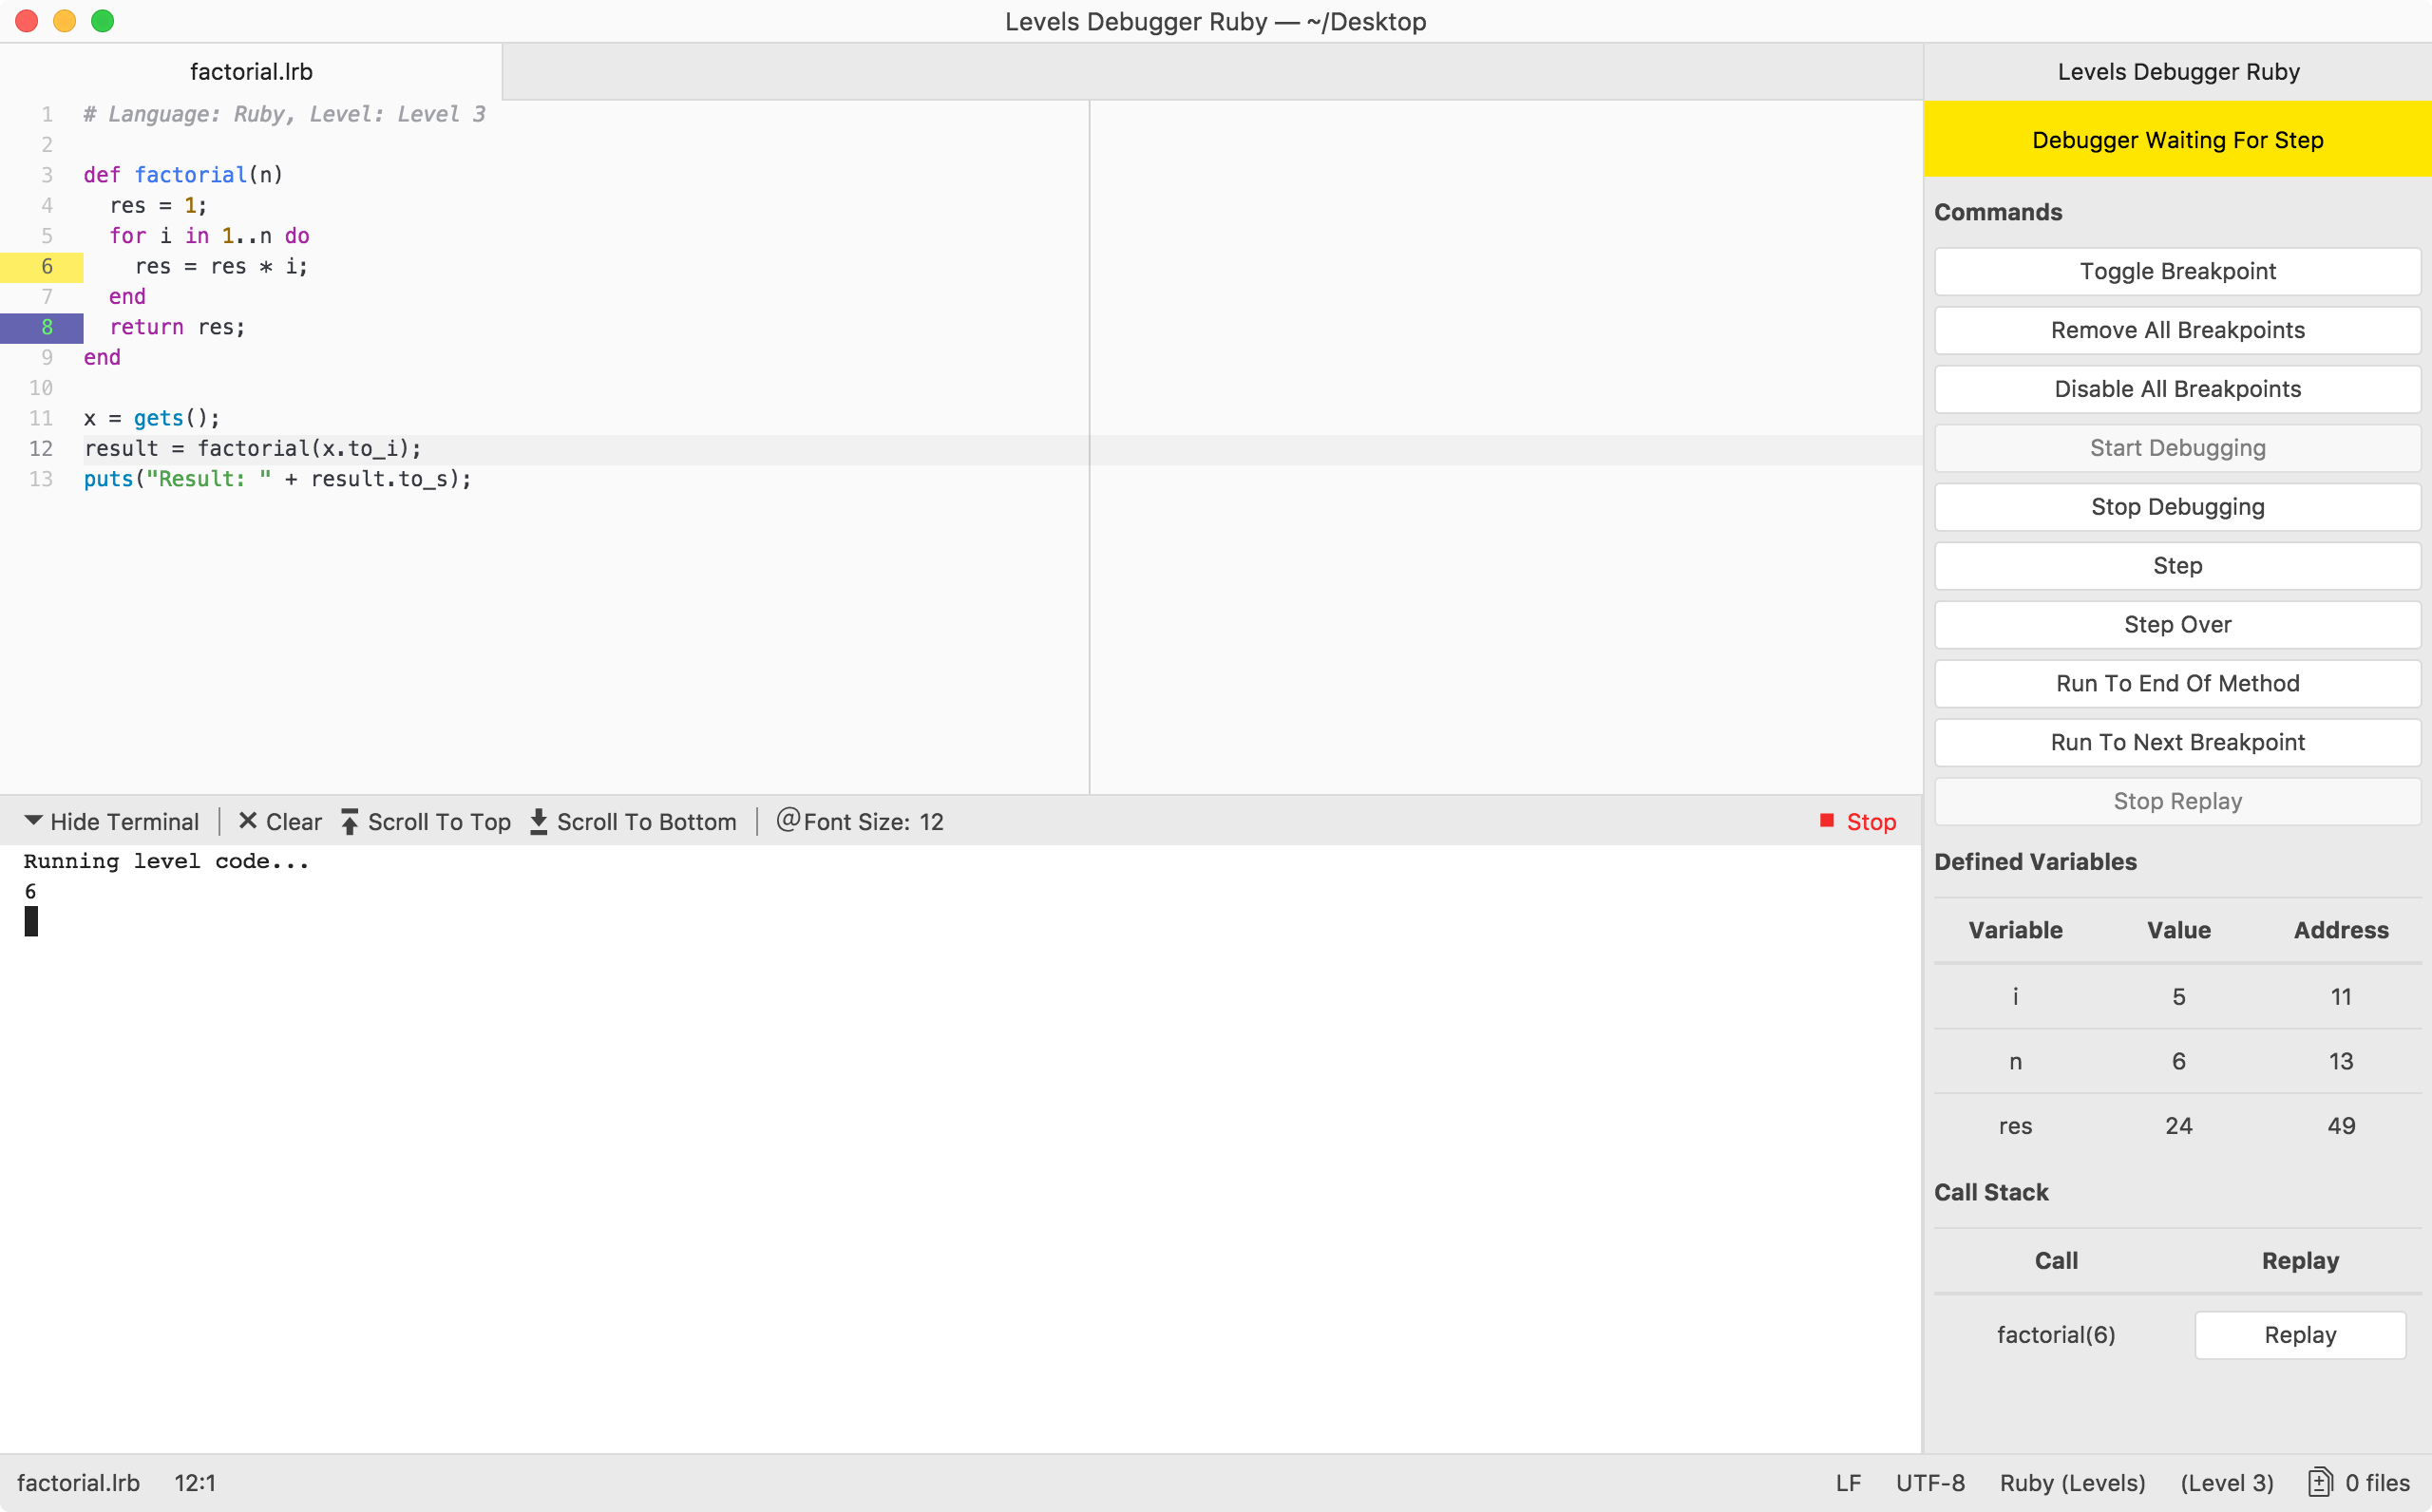 Levels Debugger Ruby — ~/Desktop
factorial.lrb
1 # Language: Ruby, Level: Level 3
2
3 def factorial(n)
4 res = 1;
5 for i in 1..n do
6 res = res * i;
7 end
8 return res;
9 end
10
11 x = gets();
12 result = factorial(x.to_i);
13 puts("Result: " + result.to_s);
Hide Terminal Clear Scroll To Top Scroll To Bottom @Font Size: 12 Stop
Running level code...
6
Levels Debugger Ruby
Debugger Waiting For Step
Commands
Toggle Breakpoint
Remove All Breakpoints
Disable All Breakpoints
Start Debugging
Stop Debugging
Step
Step Over
Run To End Of Method
Run To Next Breakpoint
Stop Replay
Defined Variables
Variable Value Address
i 5 11
n 6 13
res 24 49
Call Stack
Call Replay
factorial(6) Replay
factorial.lrb 12:1 LF UTF-8 Ruby (Levels) (Level 3) 0 files